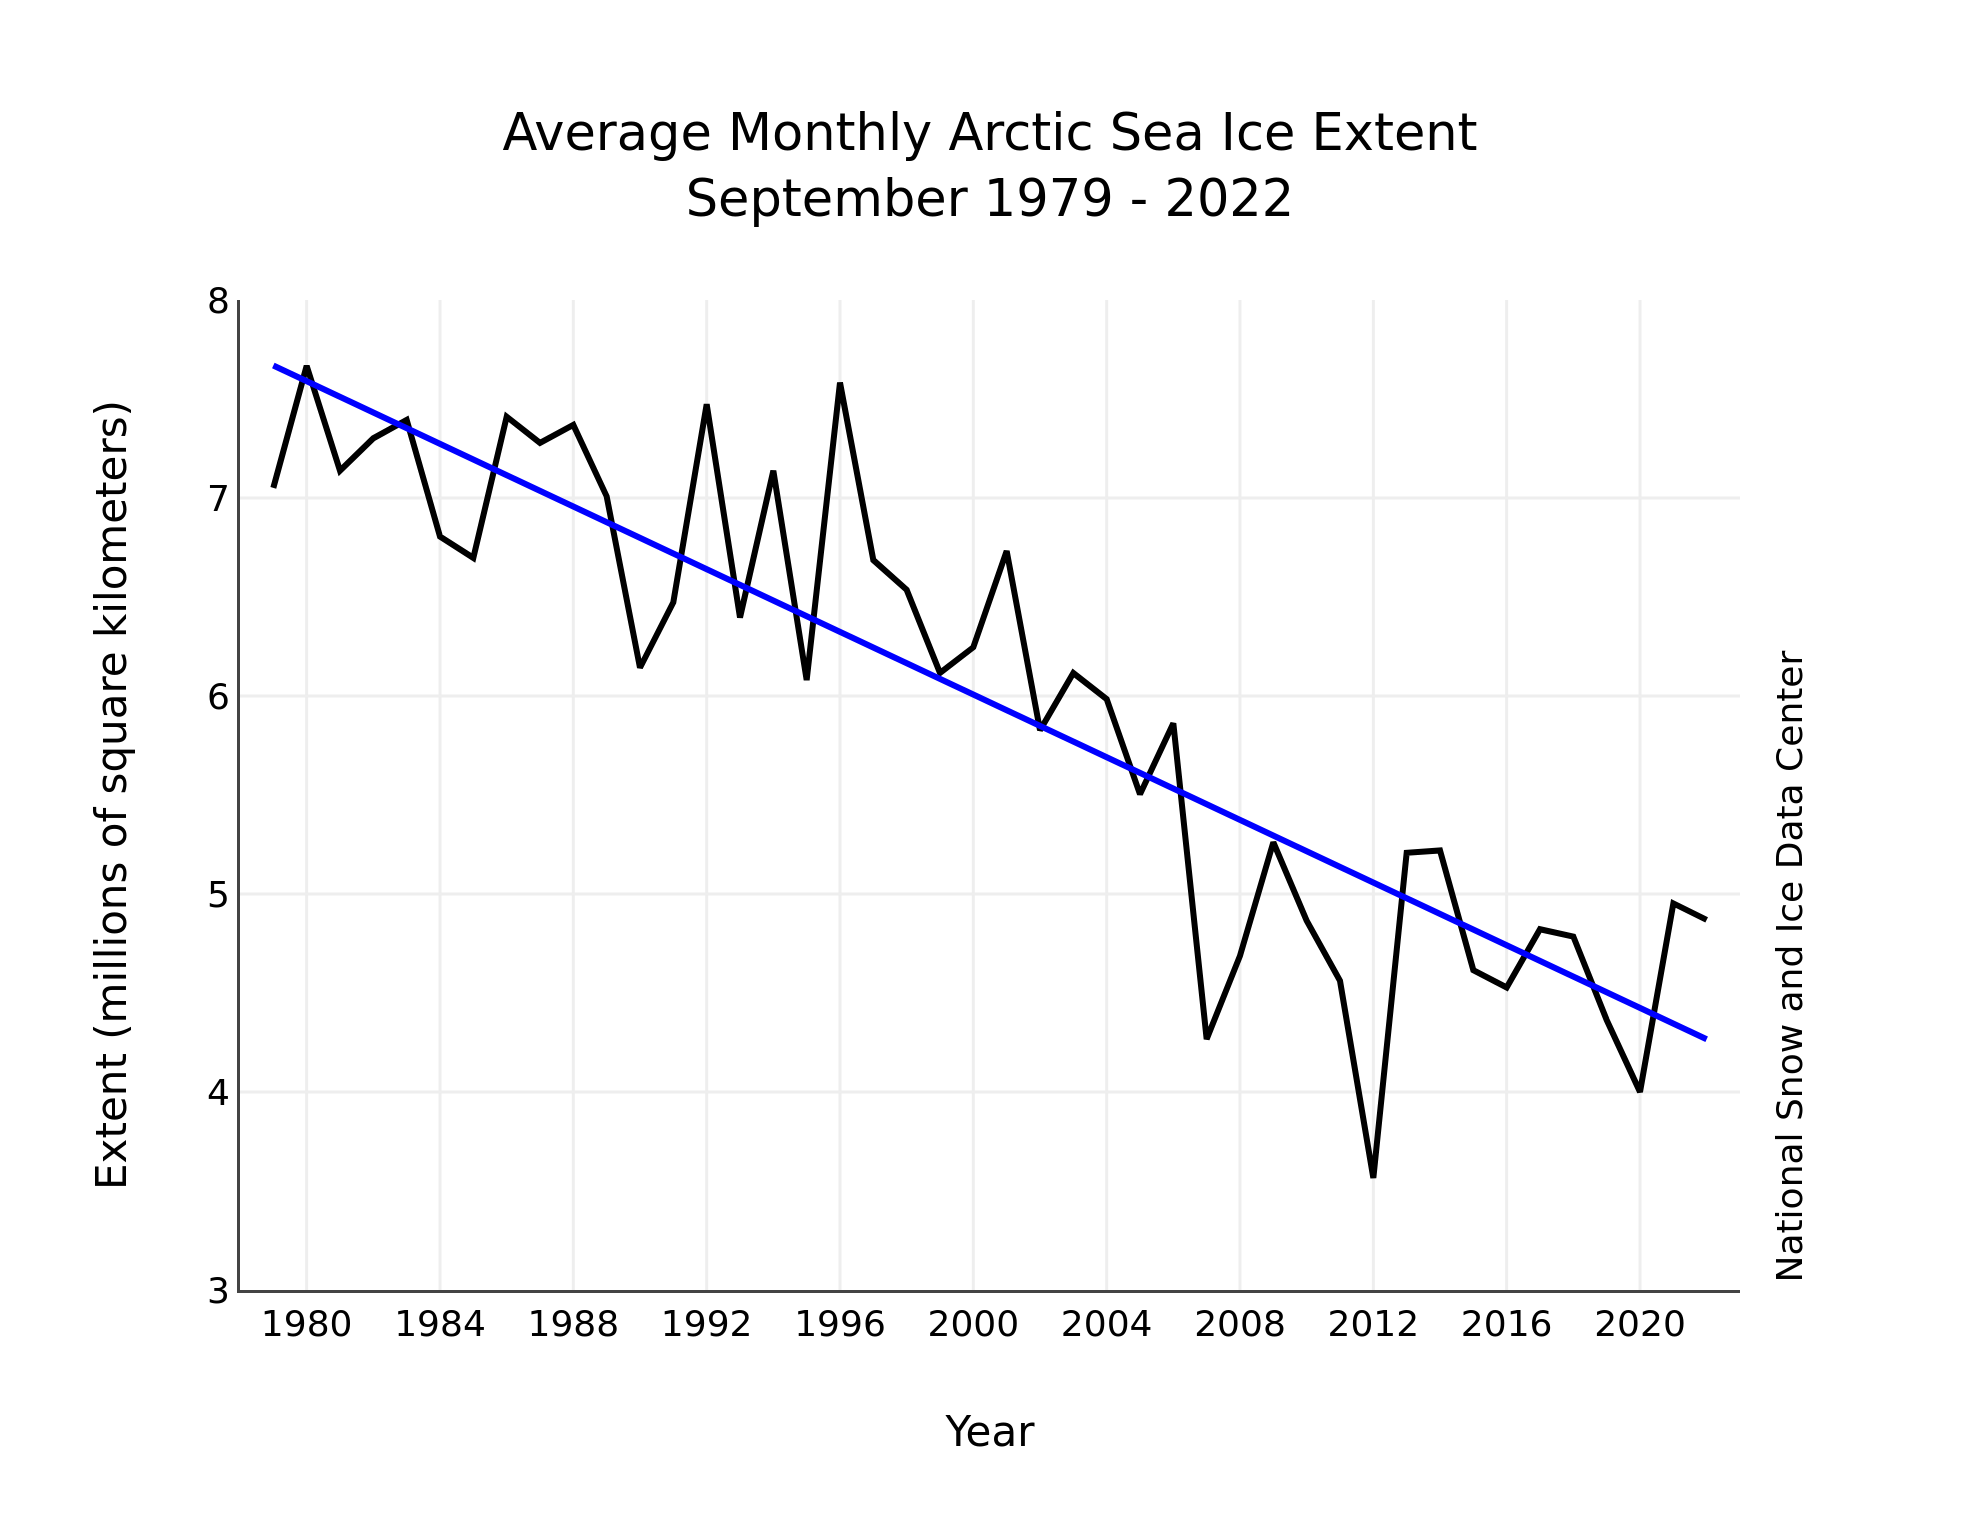 Average Monthly Arctic Sea Ice Extent
September 1979 - 2022
Extent (millions of square kilometers)
8
7
6
5
4
3
1980 1984 1988 1992 1996 2000 2004 2008 2012 2016 2020
Year
National Snow and Ice Data Center